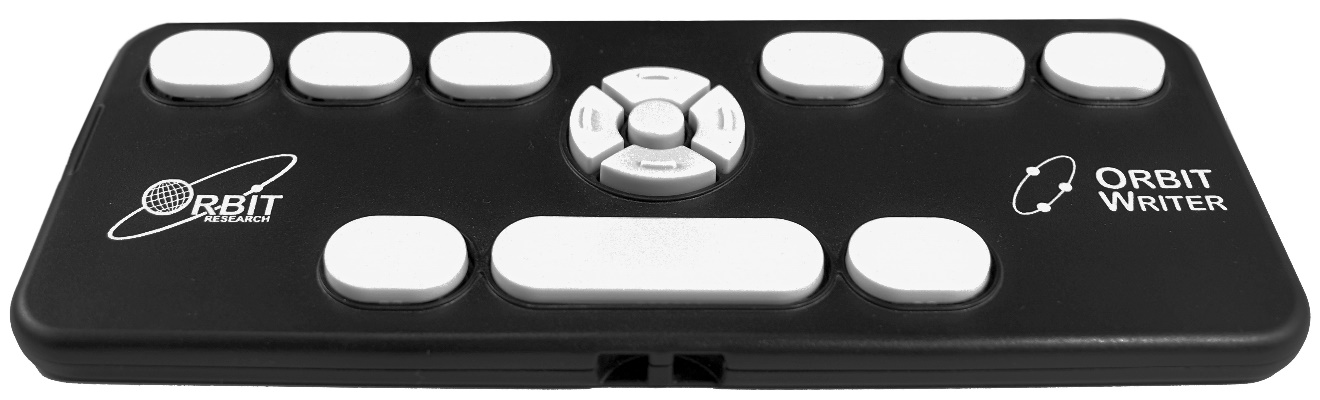 ORBIT
RESEARCH
ORBIT
WRITER